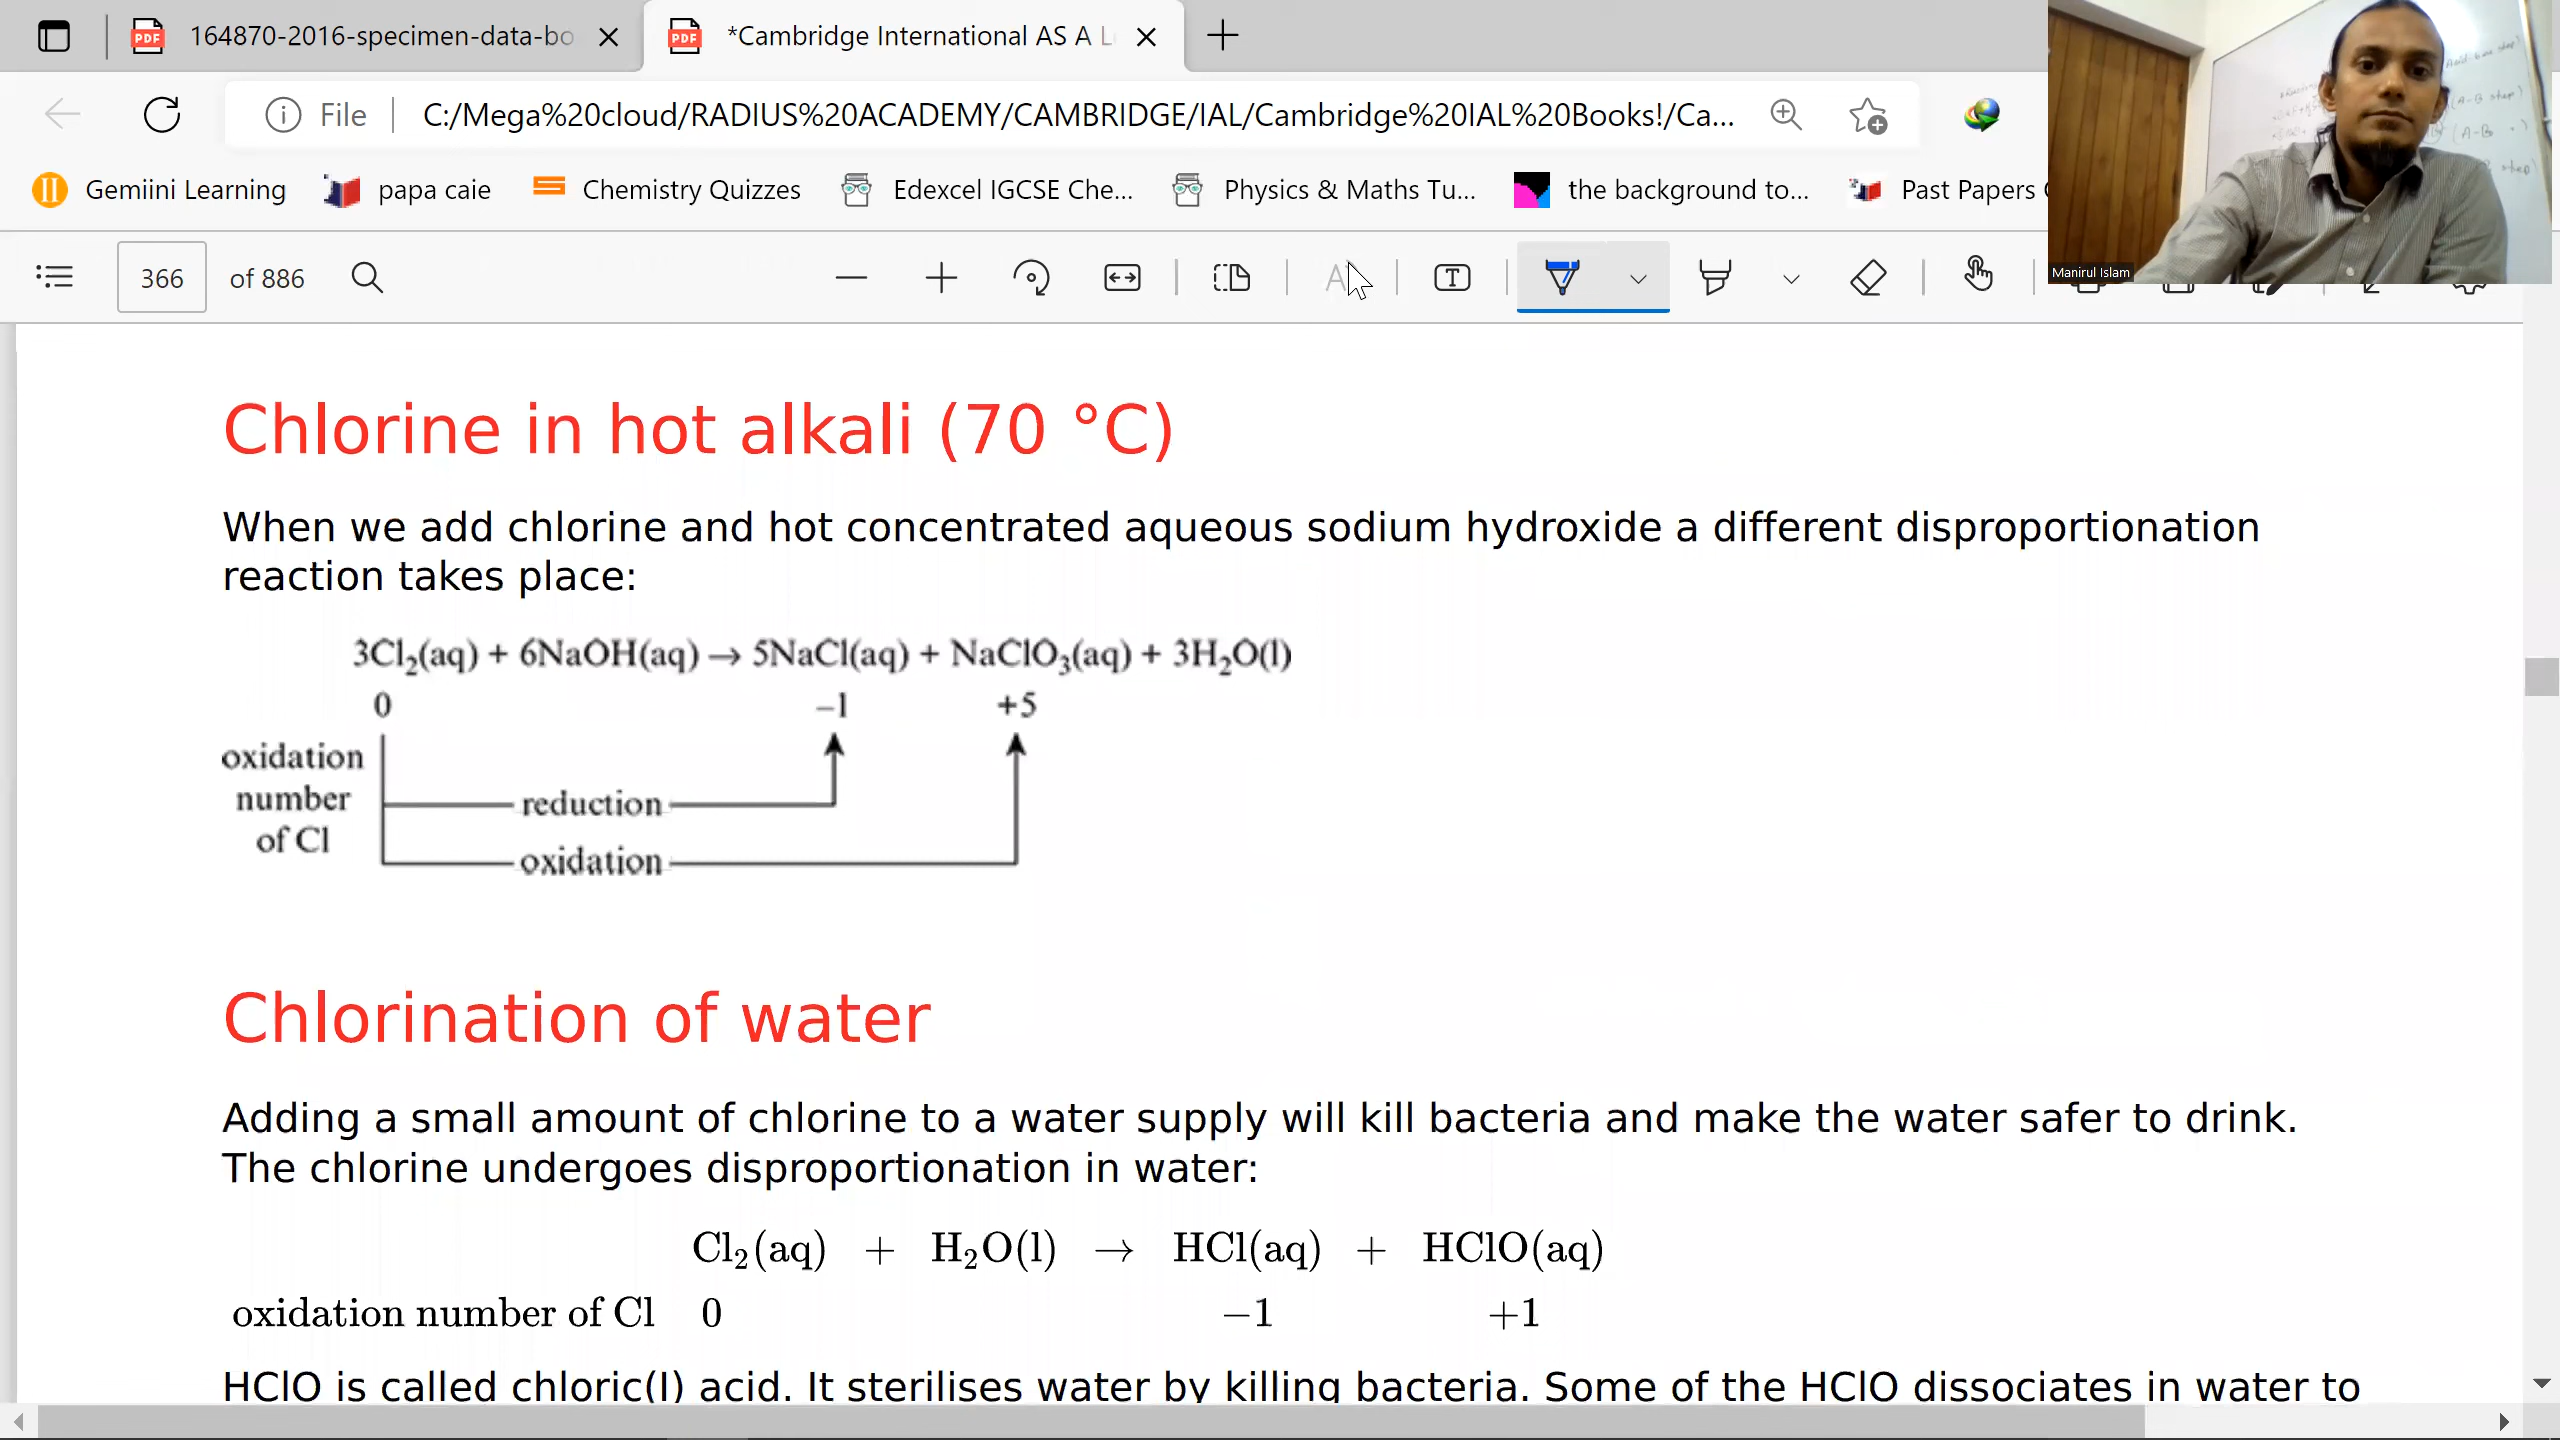 164870-2016-specimen-data-bo
*Cambridge International AS A L
File
C:/Mega%20cloud/RADIUS%20ACADEMY/CAMBRIDGE/IAL/Cambridge%20IAL%20Books!/Ca...
Gemiini Learning
papa caie
Chemistry Quizzes
Edexcel IGCSE Che...
Physics & Maths Tu...
the background to...
Past Papers
Manirul Islam
366 of 886
Chlorine in hot alkali (70 °C)
When we add chlorine and hot concentrated aqueous sodium hydroxide a different disproportionation
reaction takes place:
3Cl₂(aq) + 6NaOH(aq) → 5NaCl(aq) + NaClO₃(aq) + 3H₂O(l)
0 –1 +5
oxidation
number
of Cl
reduction
oxidation
Chlorination of water
Adding a small amount of chlorine to a water supply will kill bacteria and make the water safer to drink.
The chlorine undergoes disproportionation in water:
Cl₂(aq) + H₂O(l) → HCl(aq) + HClO(aq)
oxidation number of Cl 0 −1 +1
HClO is called chloric(I) acid. It sterilises water by killing bacteria. Some of the HClO dissociates in water to